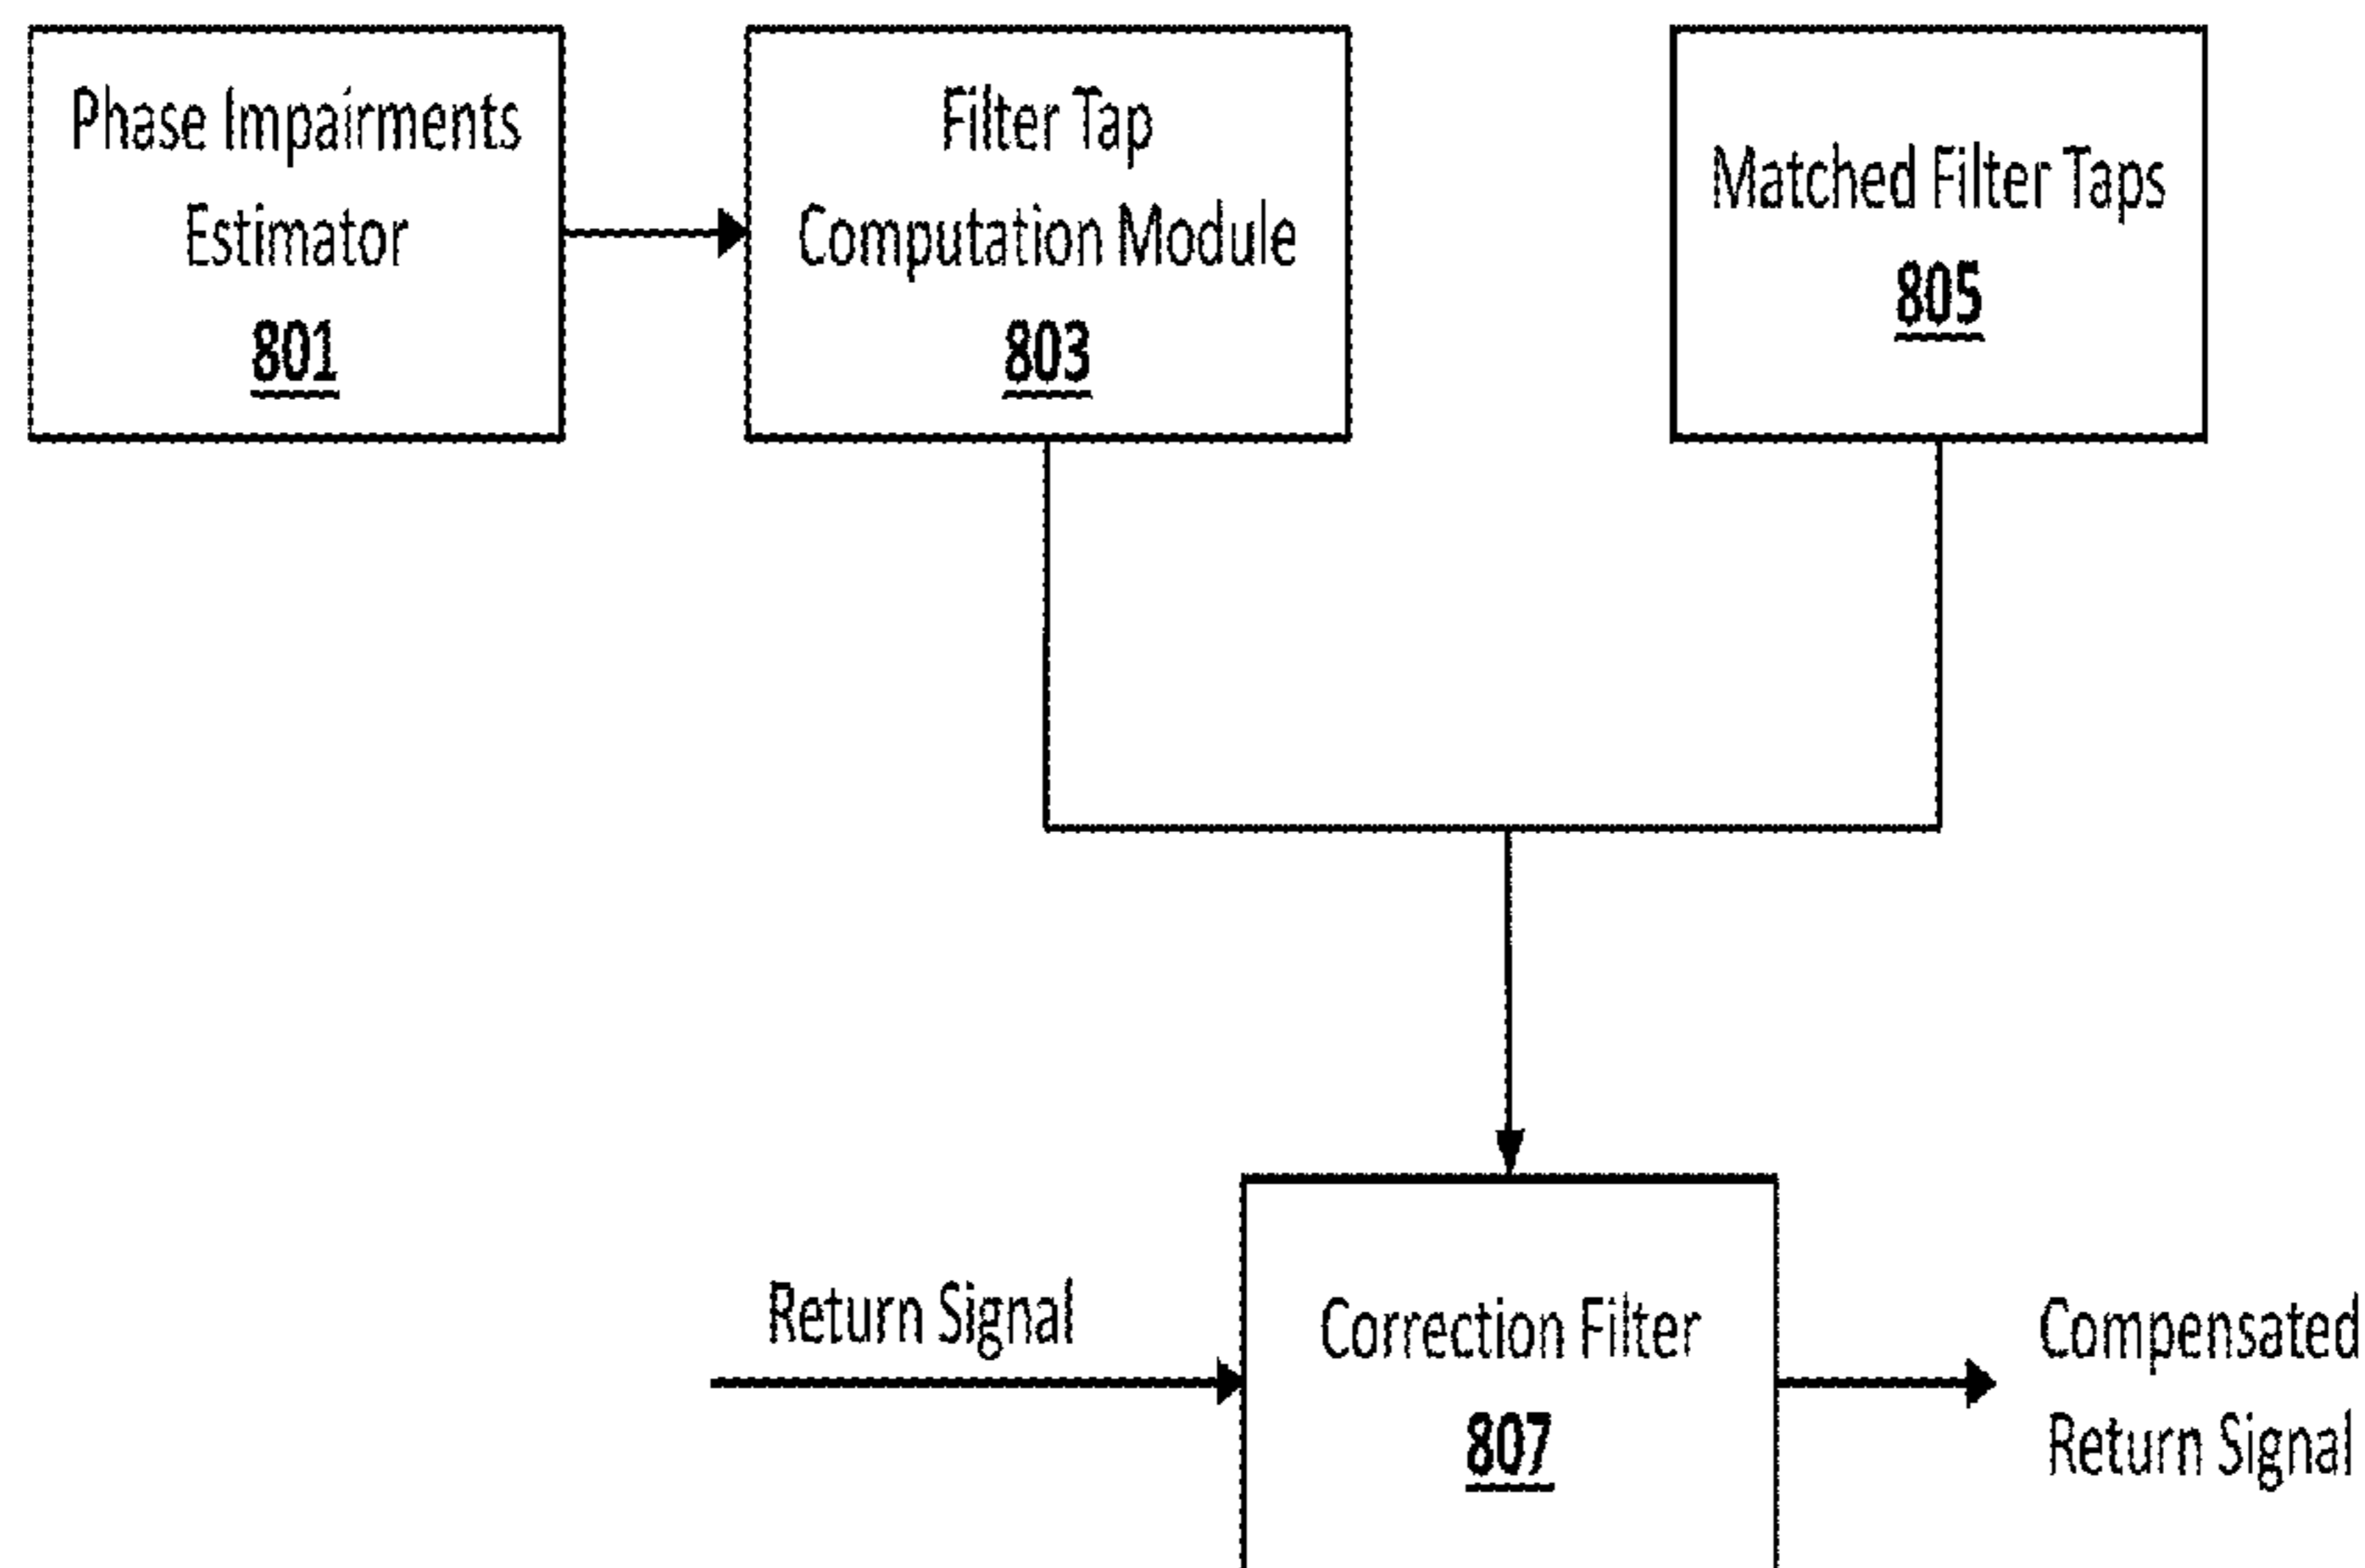 Phase Impairments
Estimator
801
Filter Tap
Computation Module
803
Matched Filter Taps
805
Return Signal
Correction Filter
807
Compensated
Return Signal